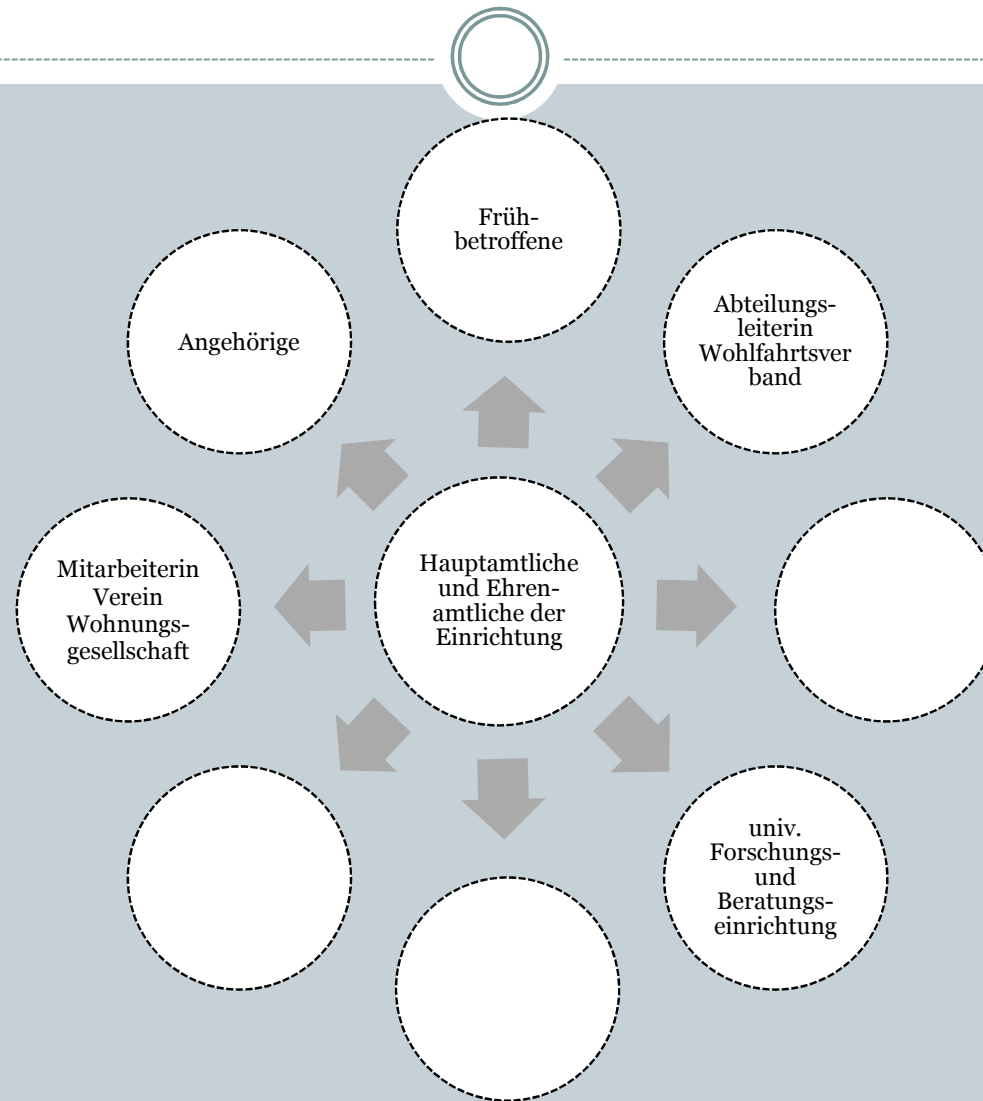 Früh-
betroffene
Abteilungs-
leiterin
Wohlfahrtsver
band
Angehörige
Mitarbeiterin
Verein
Wohnungs-
gesellschaft
Hauptamtliche
und Ehren-
amtliche der
Einrichtung
univ.
Forschungs-
und
Beratungs-
einrichtung